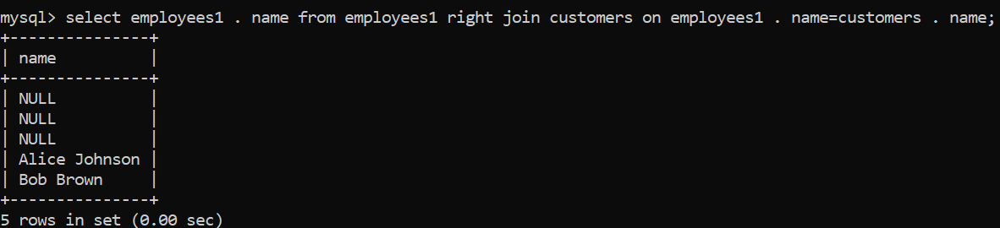 mysql> select employees1 . name from employees1 right join customers on employees1 . name=customers . name;
+---------------+
| name          |
+---------------+
| NULL          |
| NULL          |
| NULL          |
| Alice Johnson |
| Bob Brown     |
+---------------+
5 rows in set (0.00 sec)